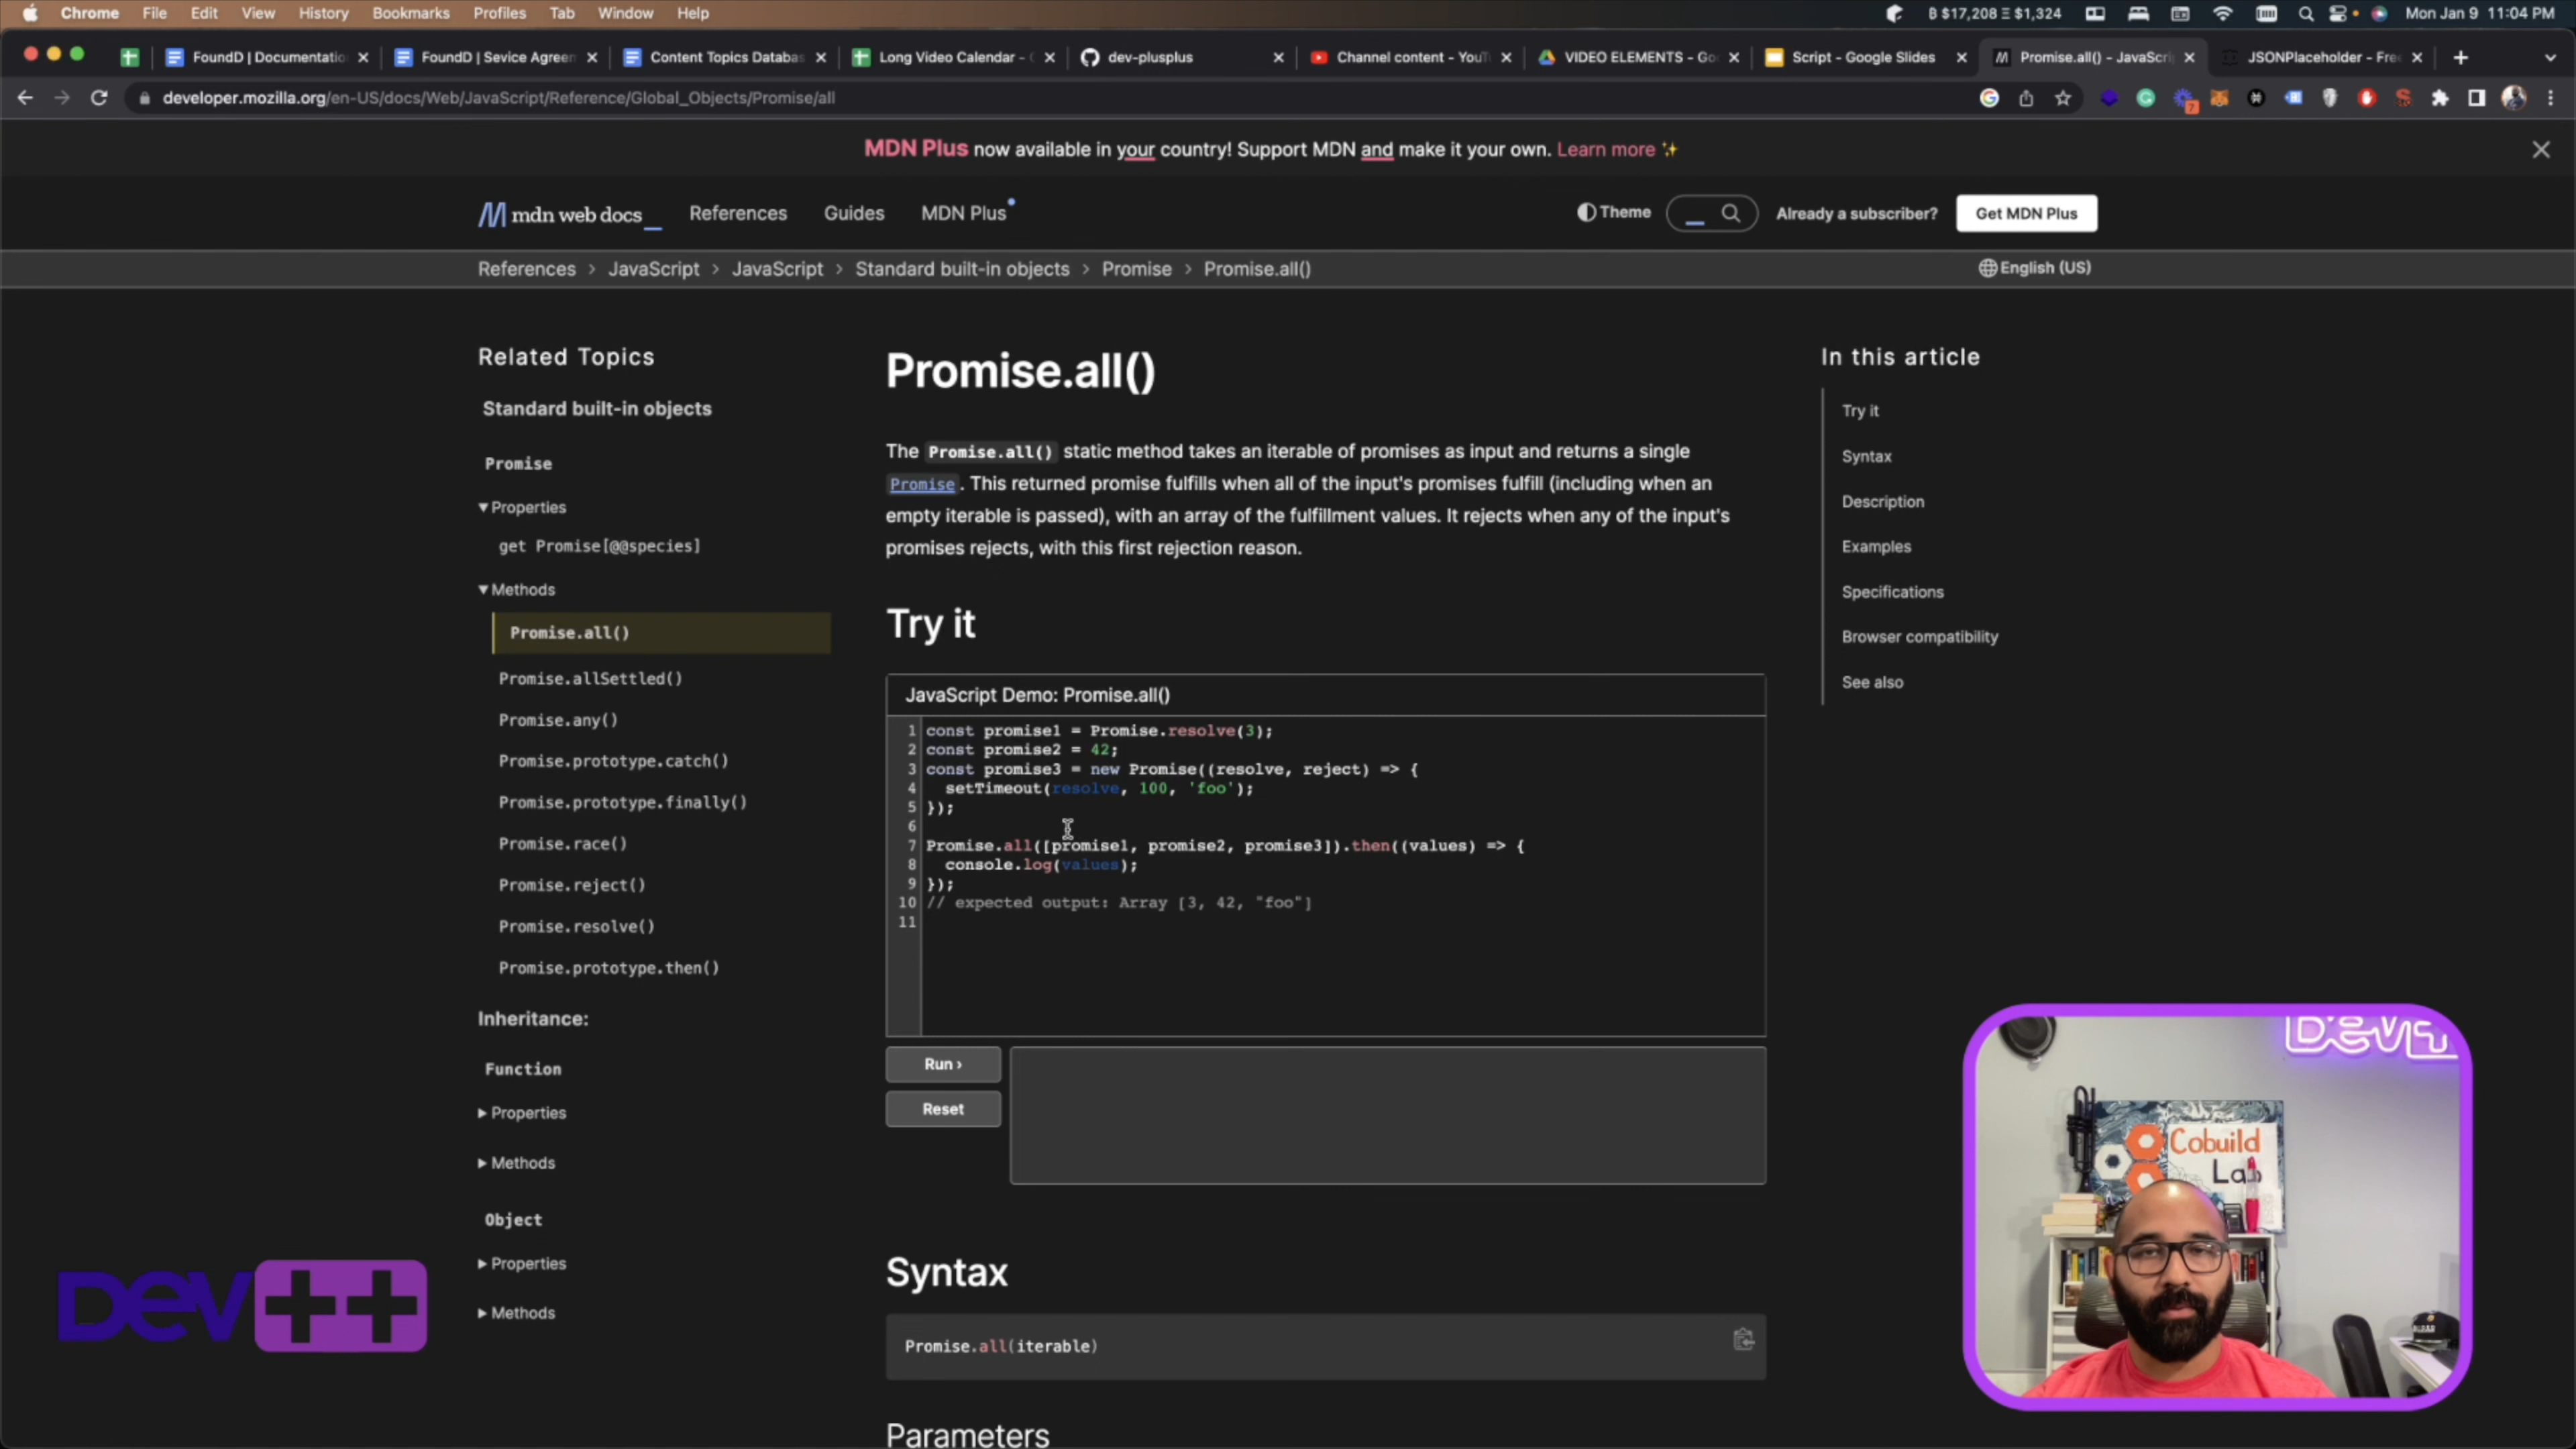 Chrome File Edit View History Bookmarks Profiles Tab Window Help
฿ $17,208 Ξ $1,324 Mon Jan 9 11:04 PM
FoundD | Documentatio
FoundD | Sevice Agreen
Content Topics Databas
Long Video Calendar -
dev-plusplus
Channel content - YouT
VIDEO ELEMENTS - Go
Script - Google Slides
Promise.all() - JavaScri
JSONPlaceholder - Free
developer.mozilla.org/en-US/docs/Web/JavaScript/Reference/Global_Objects/Promise/all
7
MDN Plus now available in your country! Support MDN and make it your own. Learn more ✨
mdn web docs_ References Guides MDN Plus
Theme Already a subscriber? Get MDN Plus
References > JavaScript > JavaScript > Standard built-in objects > Promise > Promise.all()
English (US)
Related Topics
Standard built-in objects
Promise
▾ Properties
get Promise[@@species]
▾ Methods
Promise.all()
Promise.allSettled()
Promise.any()
Promise.prototype.catch()
Promise.prototype.finally()
Promise.race()
Promise.reject()
Promise.resolve()
Promise.prototype.then()
Inheritance:
Function
▸ Properties
▸ Methods
Object
▸ Properties
▸ Methods
Promise.all()
The Promise.all() static method takes an iterable of promises as input and returns a single
Promise. This returned promise fulfills when all of the input's promises fulfill (including when an
empty iterable is passed), with an array of the fulfillment values. It rejects when any of the input's
promises rejects, with this first rejection reason.
Try it
JavaScript Demo: Promise.all()
1 const promise1 = Promise.resolve(3);
2 const promise2 = 42;
3 const promise3 = new Promise((resolve, reject) => {
4 setTimeout(resolve, 100, 'foo');
5 });
6
7 Promise.all([promise1, promise2, promise3]).then((values) => {
8 console.log(values);
9 });
10 // expected output: Array [3, 42, "foo"]
11
Run ›
Reset
Syntax
Promise.all(iterable)
Parameters
In this article
Try it
Syntax
Description
Examples
Specifications
Browser compatibility
See also
Dev++
Dev++
Cobuild
Lab